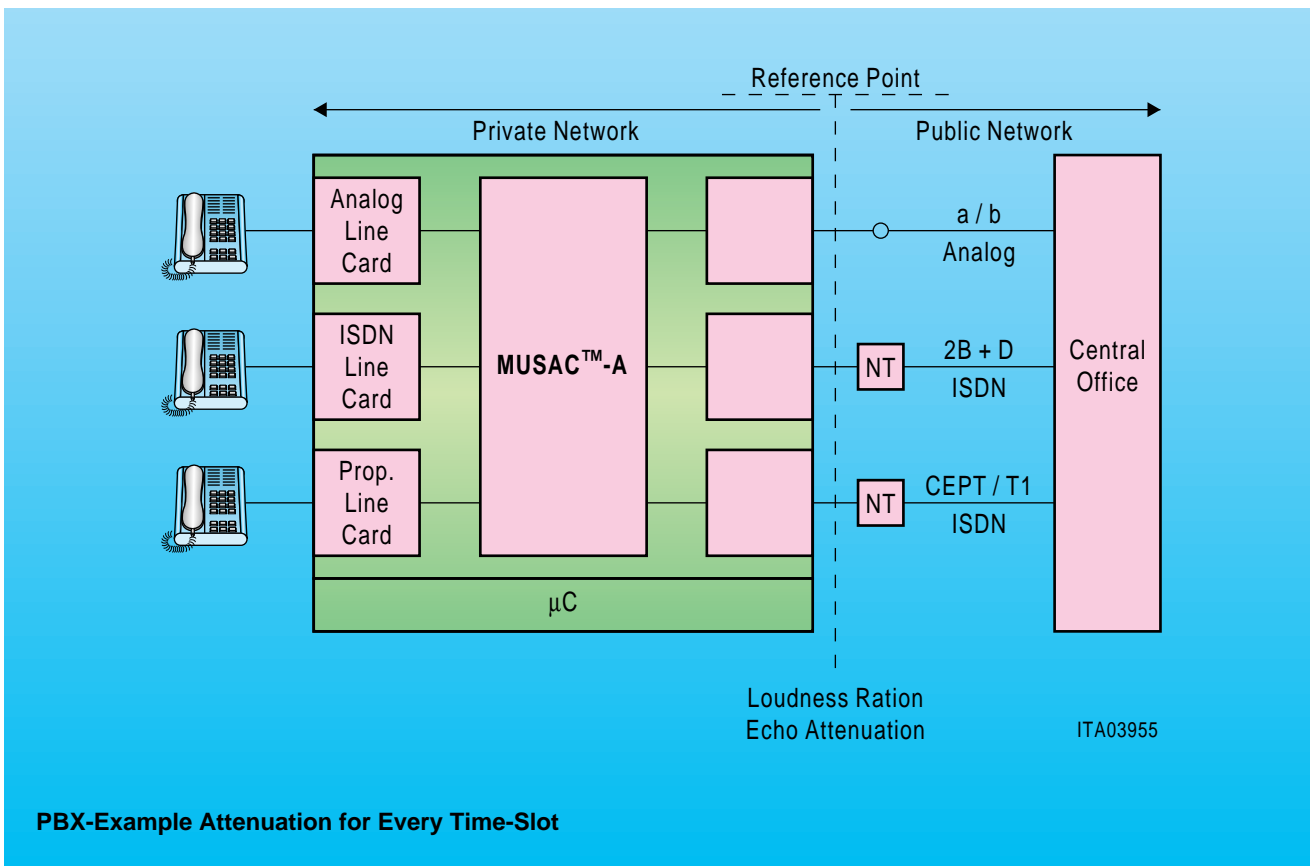 Reference Point
Private Network
Public Network
Analog
Line
Card
a / b
Analog
ISDN
Line
Card
MUSAC™-A
NT
2B + D
ISDN
Central
Office
Prop.
Line
Card
NT
CEPT / T1
ISDN
μC
Loudness Ration
Echo Attenuation
ITA03955
PBX-Example Attenuation for Every Time-Slot